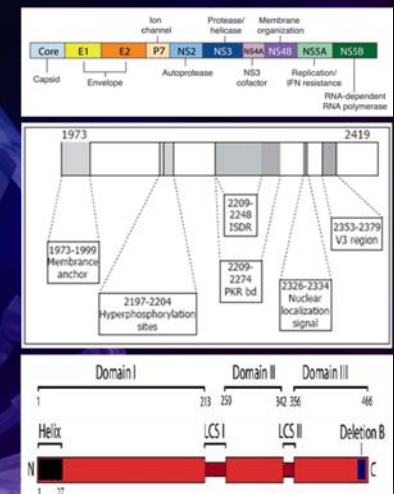 Ion
channel
Protease/
helicase
Membrane
organization
Core
E1
E2
P7
NS2
NS3
NS4A
NS4B
NS5A
NS5B
Capsid
Envelope
Autoprotease
NS3
cofactor
Replication/
IFN resistance
RNA-dependent
RNA polymerase
1973
2419
2209-
2248
ISDR
2353-2379
V3 region
1973-1999
Membrance
anchor
2197-2204
Hyperphosphorylation
sites
2209-
2274
PKR bd
2326-2334
Nuclear
localization
signal
Domain I
Domain II
Domain III
1
213
250
342
356
466
Helix
LCS I
LCS II
Deletion B
N
C
1
27